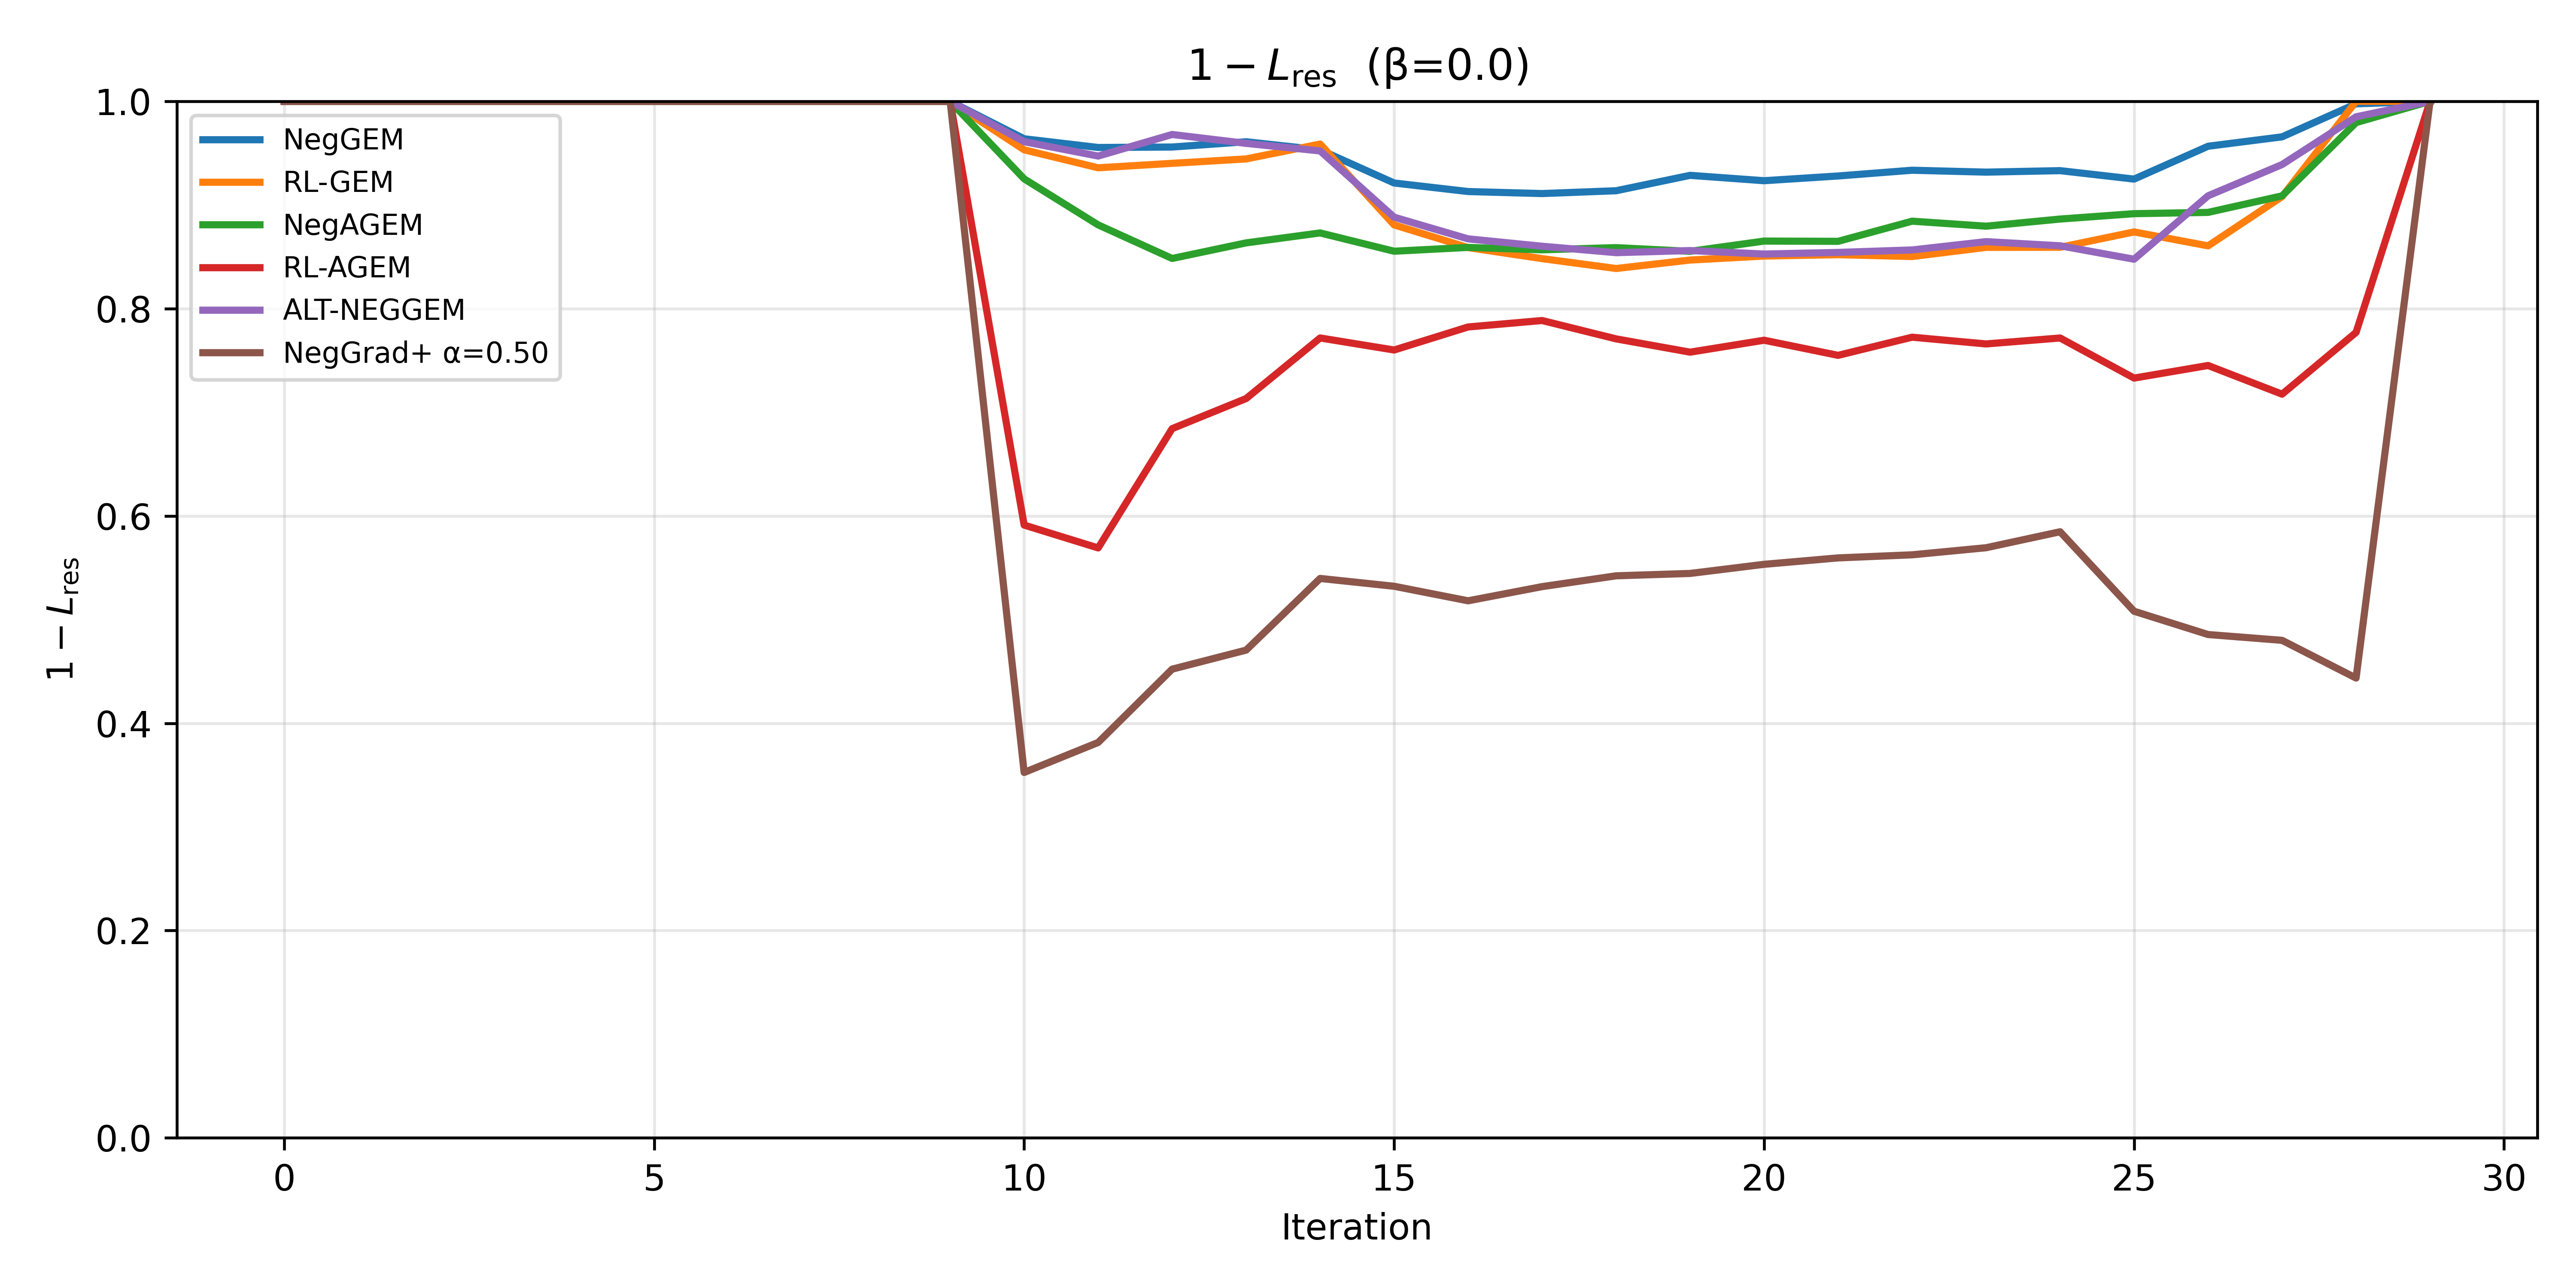 1 − L_res (β=0.0)
1.0
0.8
0.6
0.4
0.2
0.0
1 − L_res
NegGEM
RL-GEM
NegAGEM
RL-AGEM
ALT-NEGGEM
NegGrad+ α=0.50
0 5 10 15 20 25 30
Iteration